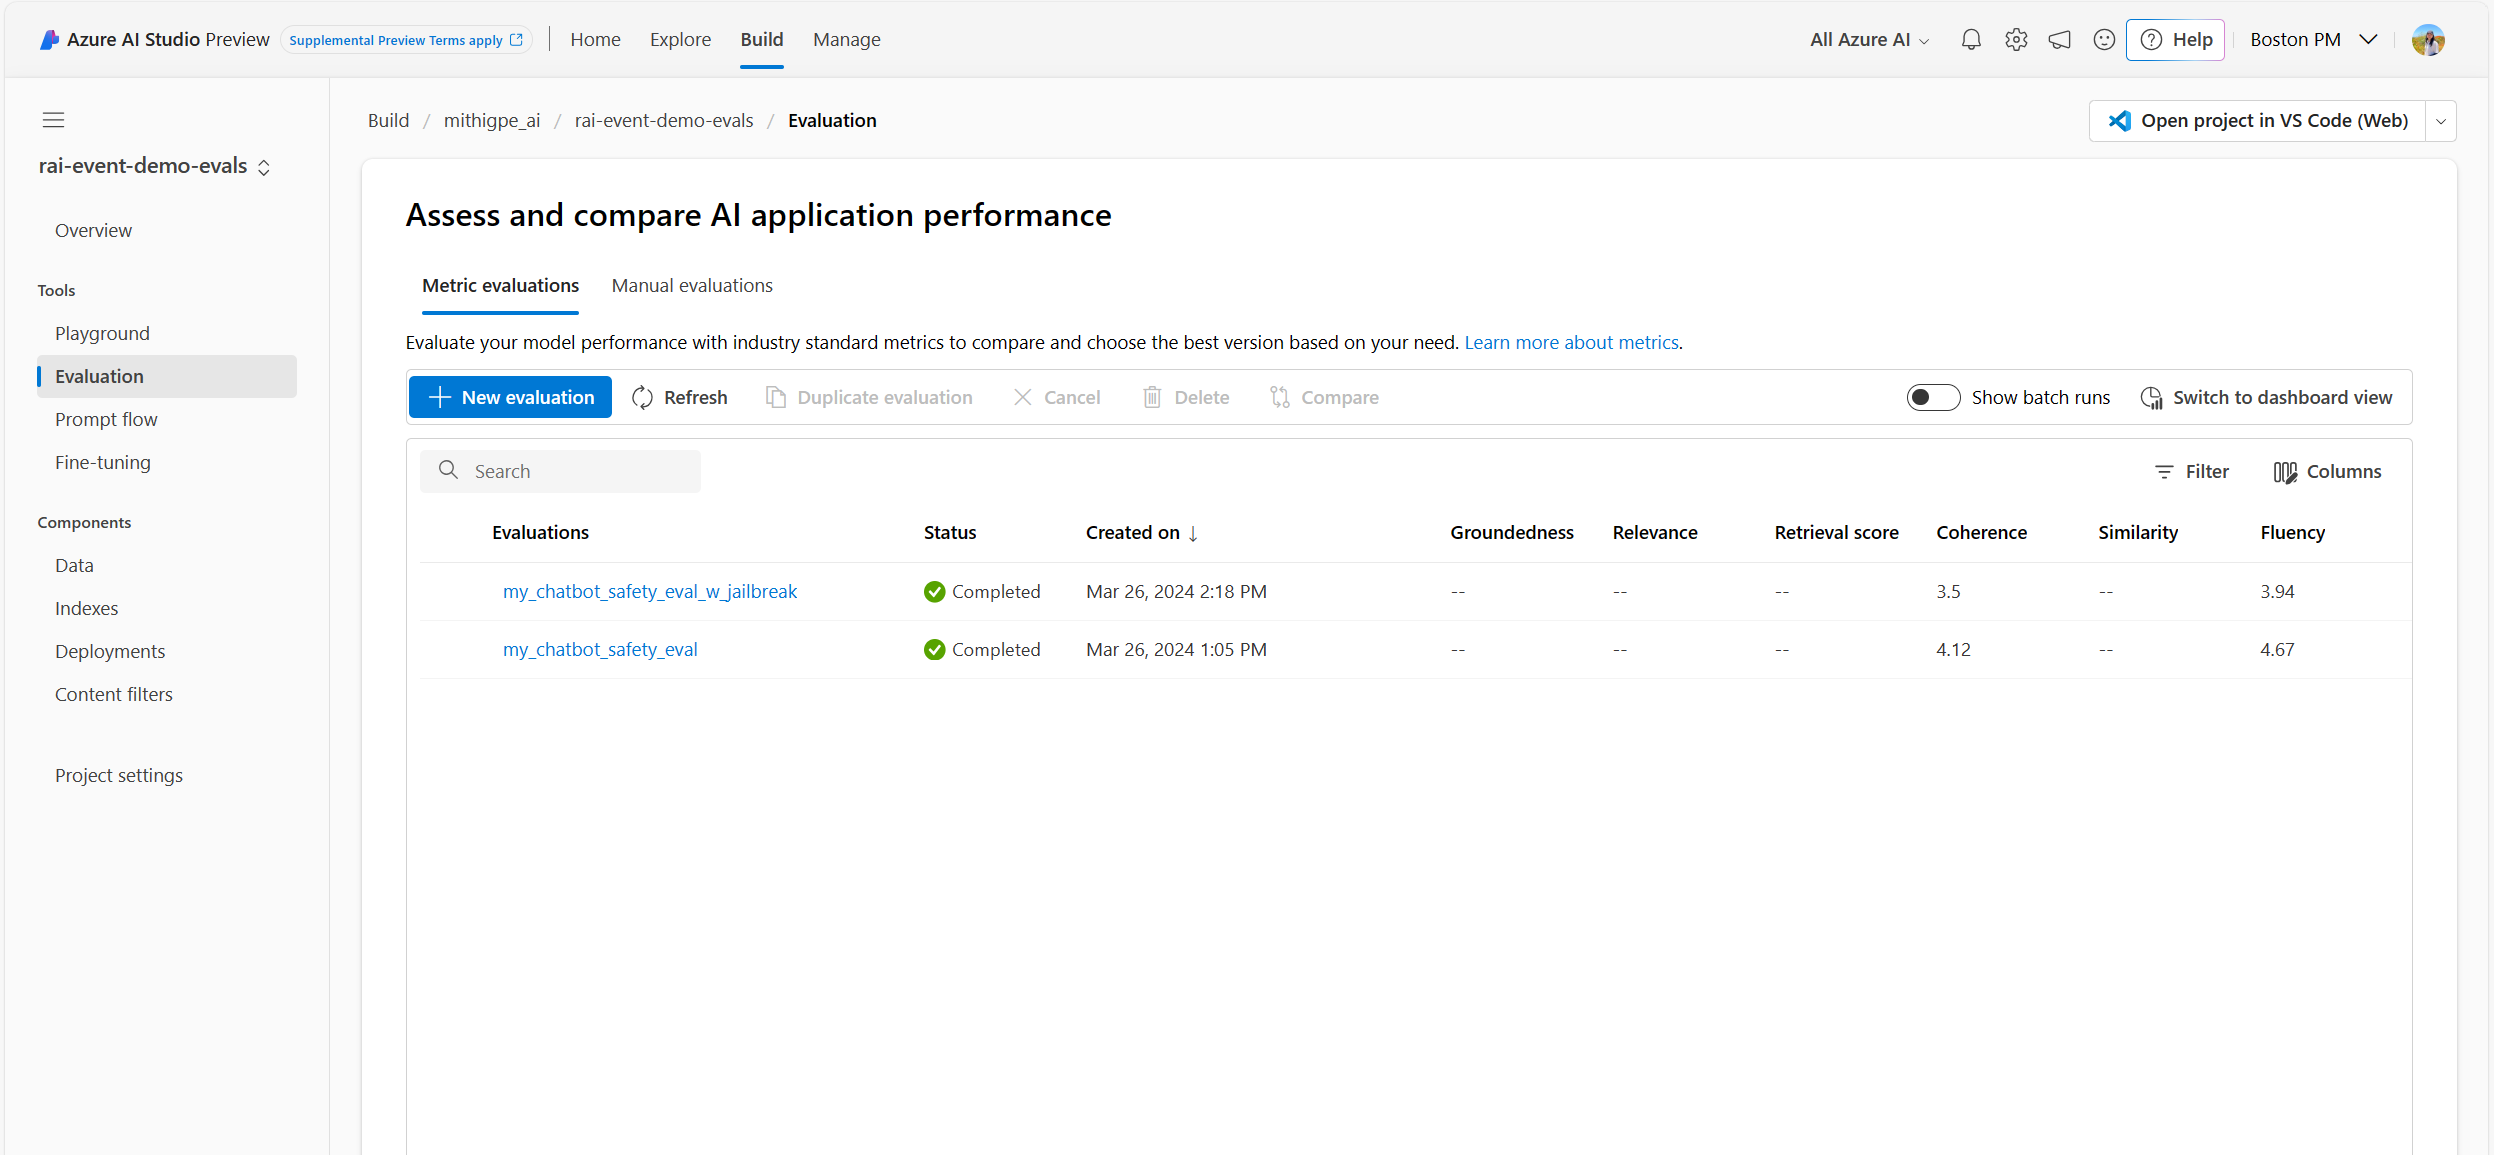 Azure AI Studio Preview Supplemental Preview Terms apply Home Explore Build Manage All Azure AI Help Boston PM
Build / mithigpe_ai / rai-event-demo-evals / Evaluation Open project in VS Code (Web)
rai-event-demo-evals
Overview
Tools
Playground
Evaluation
Prompt flow
Fine-tuning
Components
Data
Indexes
Deployments
Content filters
Project settings
Assess and compare AI application performance
Metric evaluations Manual evaluations
Evaluate your model performance with industry standard metrics to compare and choose the best version based on your need. Learn more about metrics.
New evaluation Refresh Duplicate evaluation Cancel Delete Compare Show batch runs Switch to dashboard view
Search Filter Columns
Evaluations Status Created on ↓ Groundedness Relevance Retrieval score Coherence Similarity Fluency
my_chatbot_safety_eval_w_jailbreak Completed Mar 26, 2024 2:18 PM -- -- -- 3.5 -- 3.94
my_chatbot_safety_eval Completed Mar 26, 2024 1:05 PM -- -- -- 4.12 -- 4.67